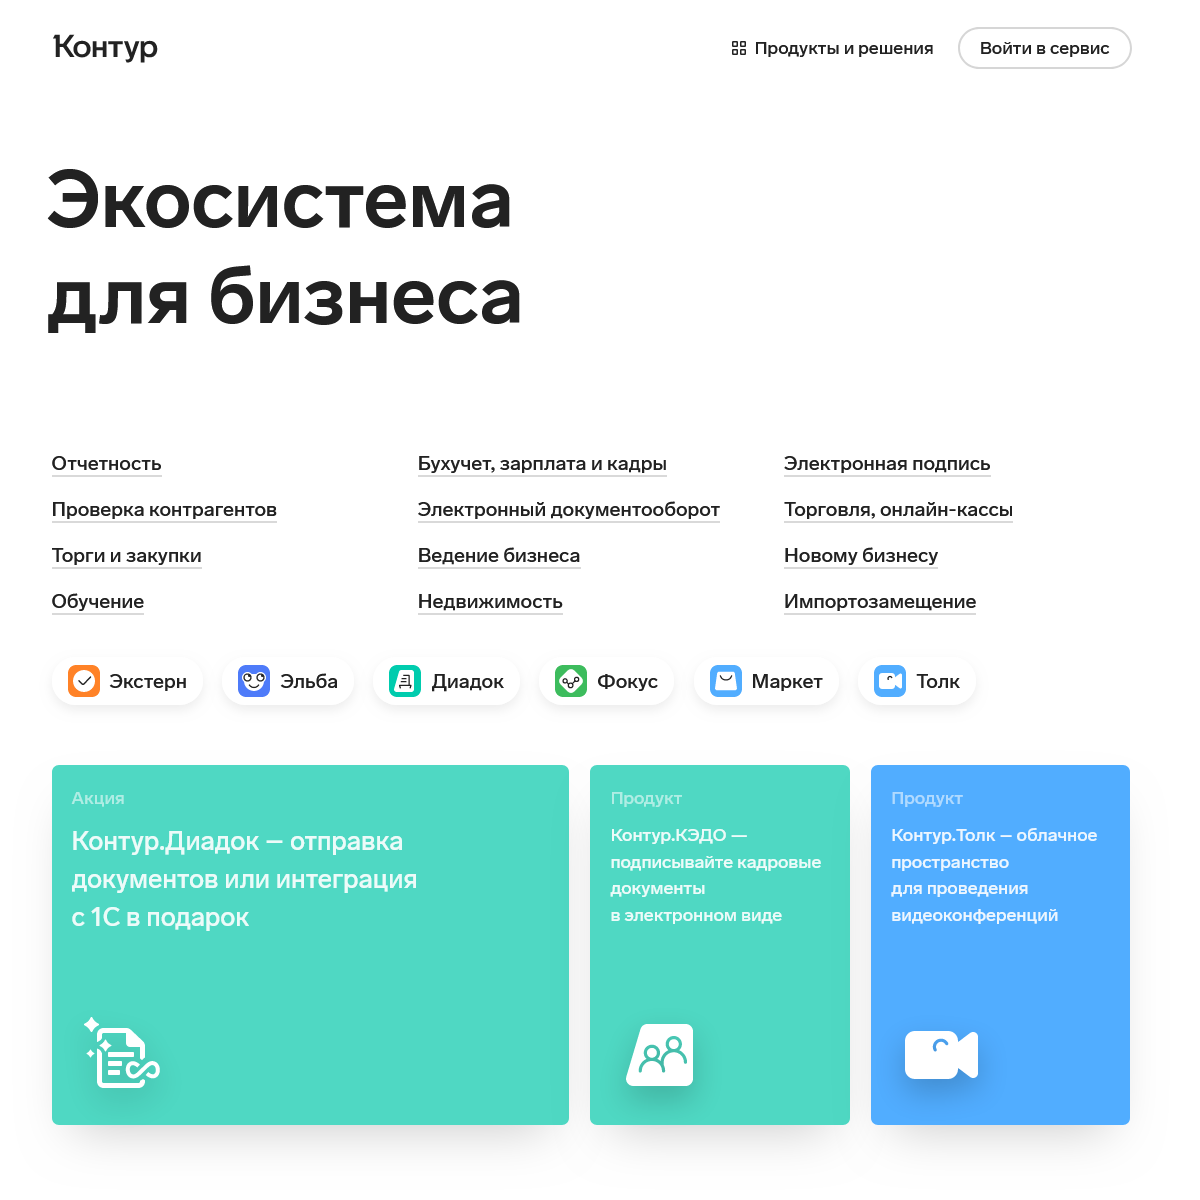 Контур
Продукты и решения
Войти в сервис
Экосистема
для бизнеса
Отчетность
Бухучет, зарплата и кадры
Электронная подпись
Проверка контрагентов
Электронный документооборот
Торговля, онлайн-кассы
Торги и закупки
Ведение бизнеса
Новому бизнесу
Обучение
Недвижимость
Импортозамещение
Экстерн
Эльба
Диадок
Фокус
Маркет
Толк
Акция
Контур.Диадок – отправка
документов или интеграция
с 1С в подарок
Продукт
Контур.КЭДО —
подписывайте кадровые
документы
в электронном виде
Продукт
Контур.Толк – облачное
пространство
для проведения
видеоконференций